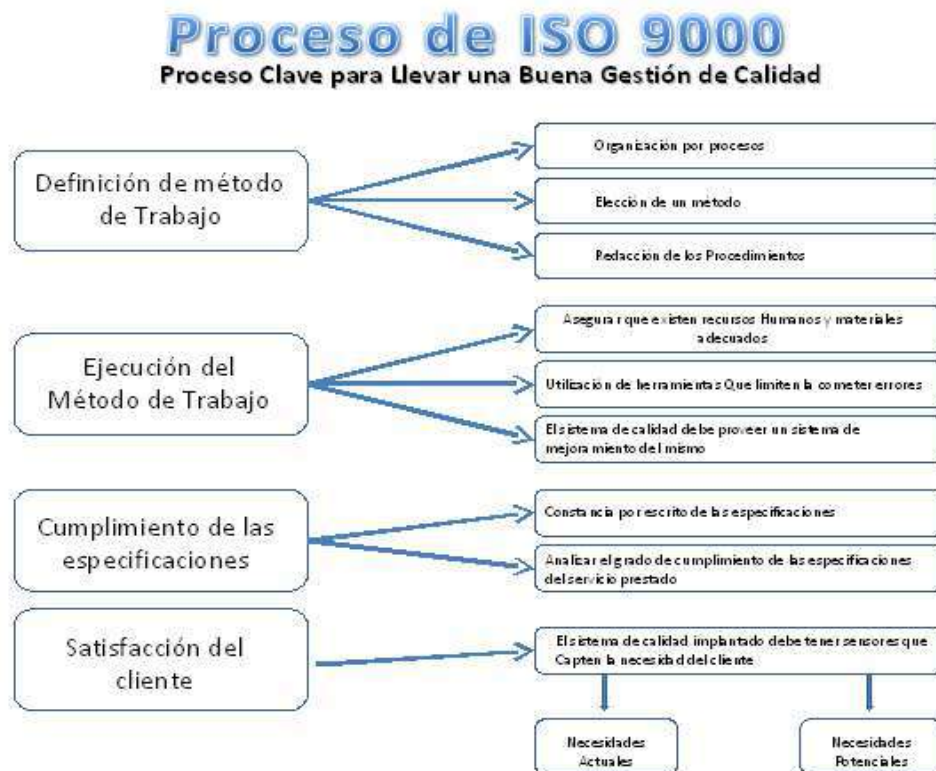 Proceso de ISO 9000
Proceso Clave para Llevar una Buena Gestión de Calidad
Definición de método
de Trabajo
Organización por procesos
Elección de un método
Redacción de los Procedimientos
Ejecución del
Método de Trabajo
Asegurar que existen recursos Humanos y materiales
adecuados
Utilización de herramientas Que limiten la cometer errores
El sistema de calidad debe proveer un sistema de
mejoramiento del mismo
Cumplimiento de las
especificaciones
Constancia por escrito de las especificaciones
Analizar el grado de cumplimiento de las especificaciones
del servicio prestado
Satisfacción del
cliente
El sistema de calidad implantado debe tener sensores que
Capten la necesidad del cliente
Necesidades
Actuales
Necesidades
Potenciales